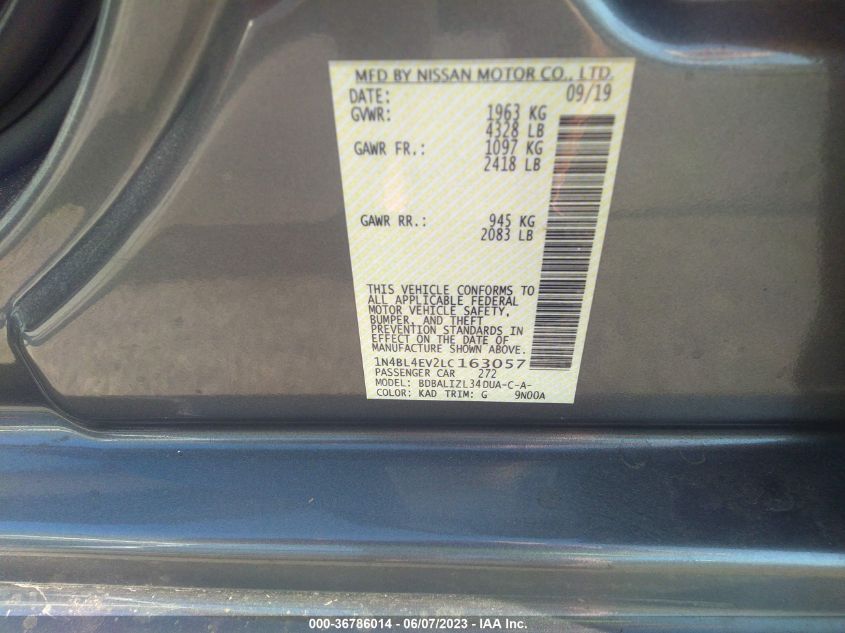 MFD BY NISSAN MOTOR CO., LTD.
DATE: 09/19
GVWR: 1963 KG
4328 LB
GAWR FR.: 1097 KG
2418 LB
GAWR RR.: 945 KG
2083 LB
THIS VEHICLE CONFORMS TO
ALL APPLICABLE FEDERAL
MOTOR VEHICLE SAFETY,
BUMPER, AND THEFT
PREVENTION STANDARDS IN
EFFECT ON THE DATE OF
MANUFACTURE SHOWN ABOVE.
1N4BL4EV2LC163057
PASSENGER CAR 272
MODEL: BDBALIZL34DUA-C-A-
COLOR: KAD TRIM: G 9N00A
000-36786014 - 06/07/2023 - IAA Inc.